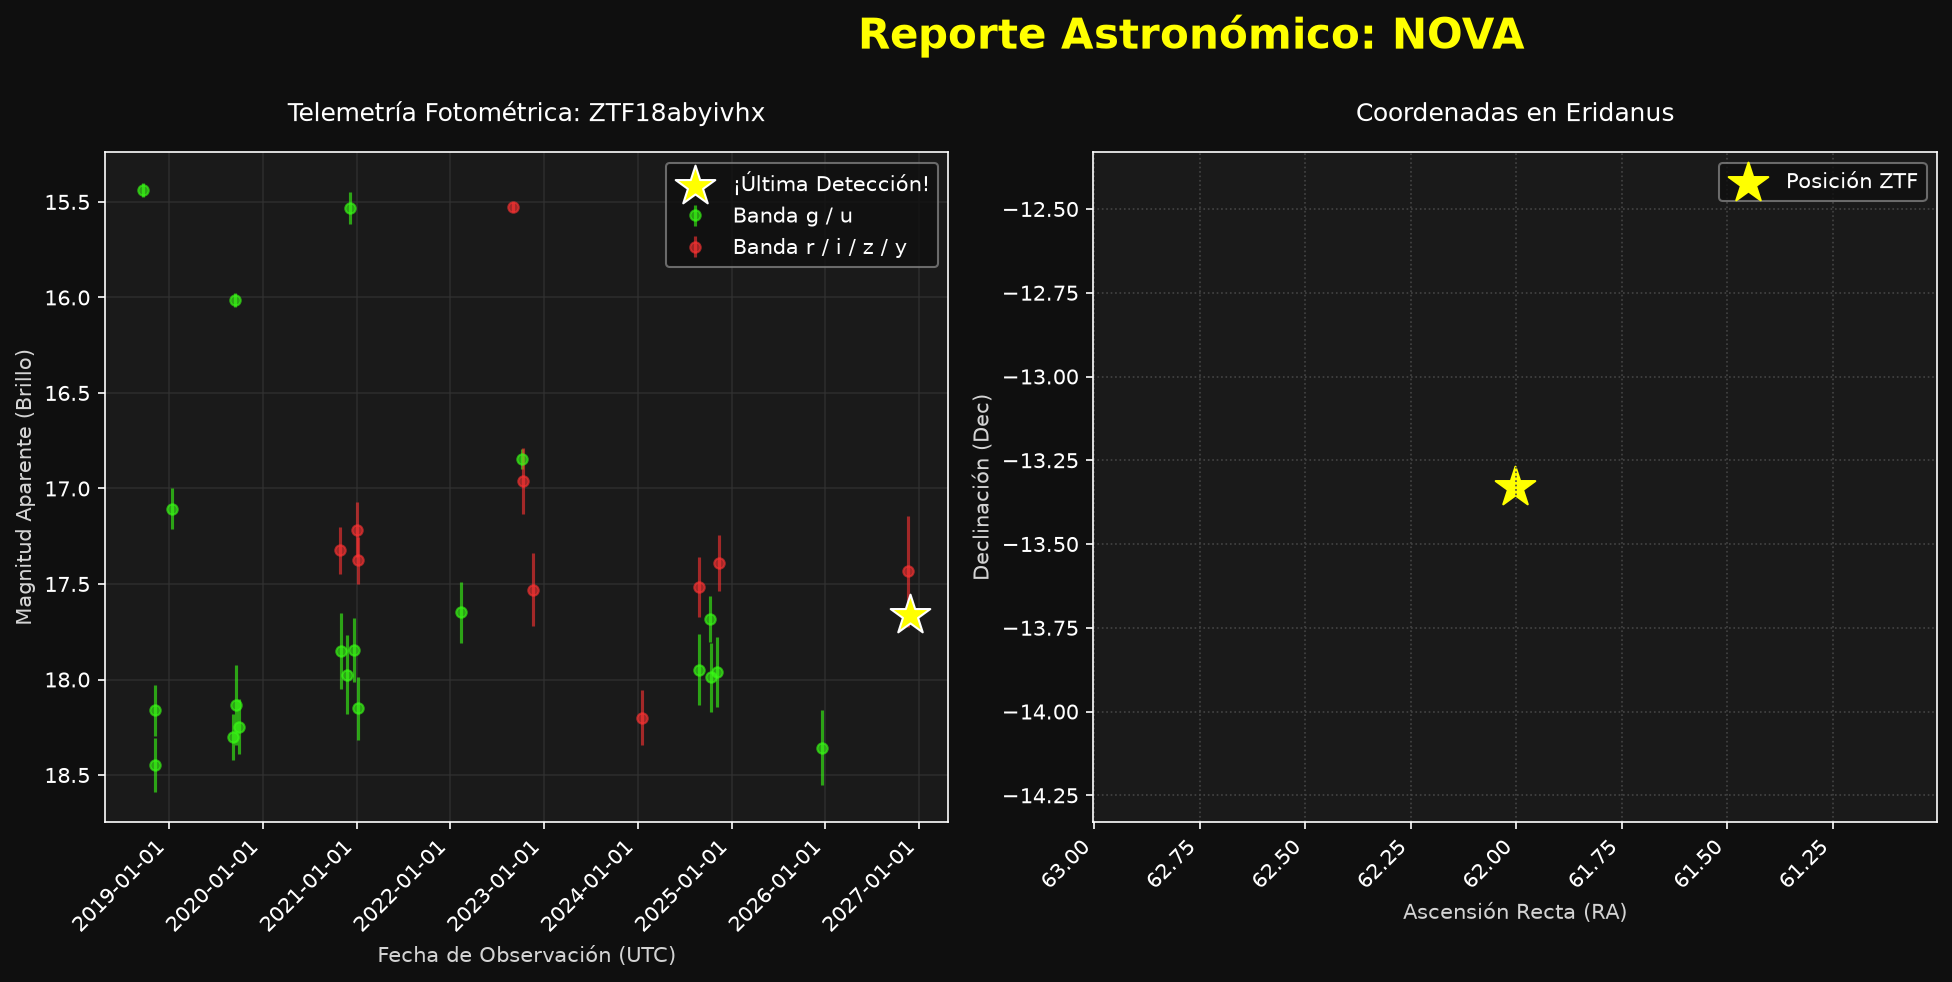 Reporte Astronómico: NOVA
Telemetría Fotométrica: ZTF18abyivhx
¡Última Detección!
Banda g / u
Banda r / i / z / y
Magnitud Aparente (Brillo)
15.5
16.0
16.5
17.0
17.5
18.0
18.5
2019-01-01
2020-01-01
2021-01-01
2022-01-01
2023-01-01
2024-01-01
2025-01-01
2026-01-01
2027-01-01
Fecha de Observación (UTC)
Coordenadas en Eridanus
Posición ZTF
Declinación (Dec)
−12.50
−12.75
−13.00
−13.25
−13.50
−13.75
−14.00
−14.25
63.00
62.75
62.50
62.25
62.00
61.75
61.50
61.25
Ascensión Recta (RA)